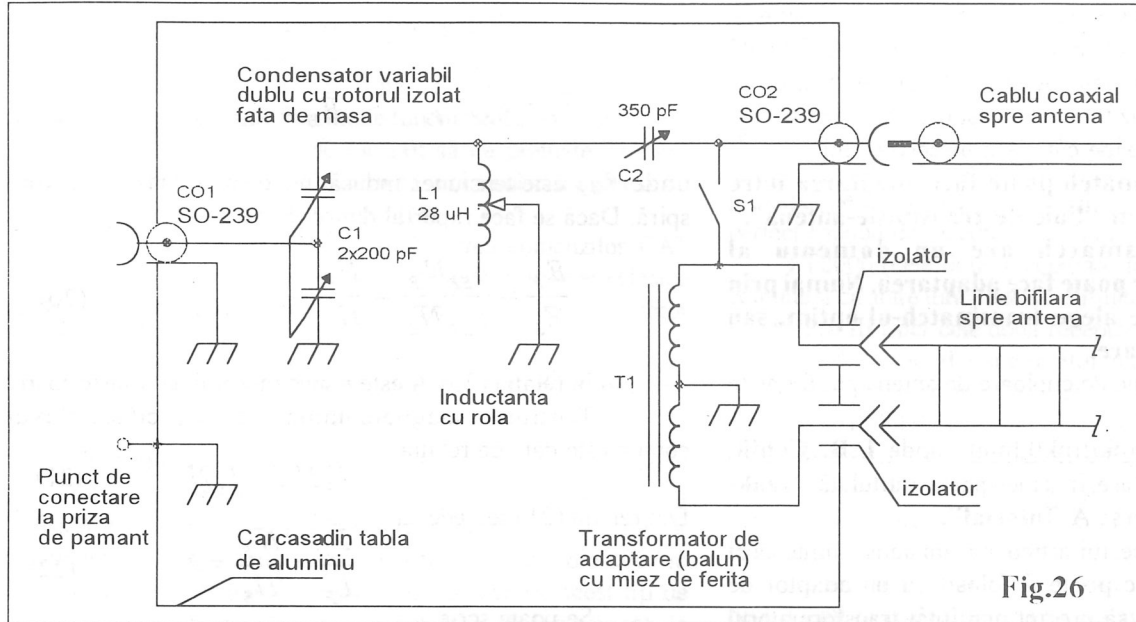 Condensator variabil
dublu cu rotorul izolat
fata de masa
350 pF
CO2
SO-239
Cablu coaxial
spre antena
CO1
SO-239
C1
2x200 pF
L1
28 uH
C2
S1
izolator
Linie bifilara
spre antena
l
T1
Inductanta
cu rola
l
izolator
Punct de
conectare
la priza
de pamant
Carcasadin tabla
de aluminiu
Transformator de
adaptare (balun)
cu miez de ferita
Fig.26